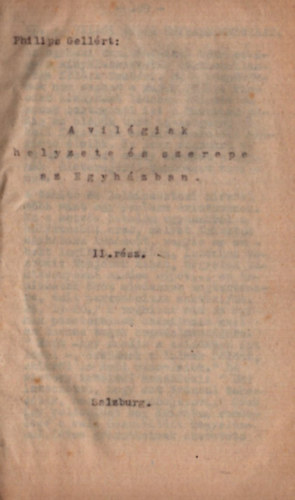 Philips Gellért:
A világiak
helyzete és szerepe
az Egyházban.
II.rész.
Salzburg.